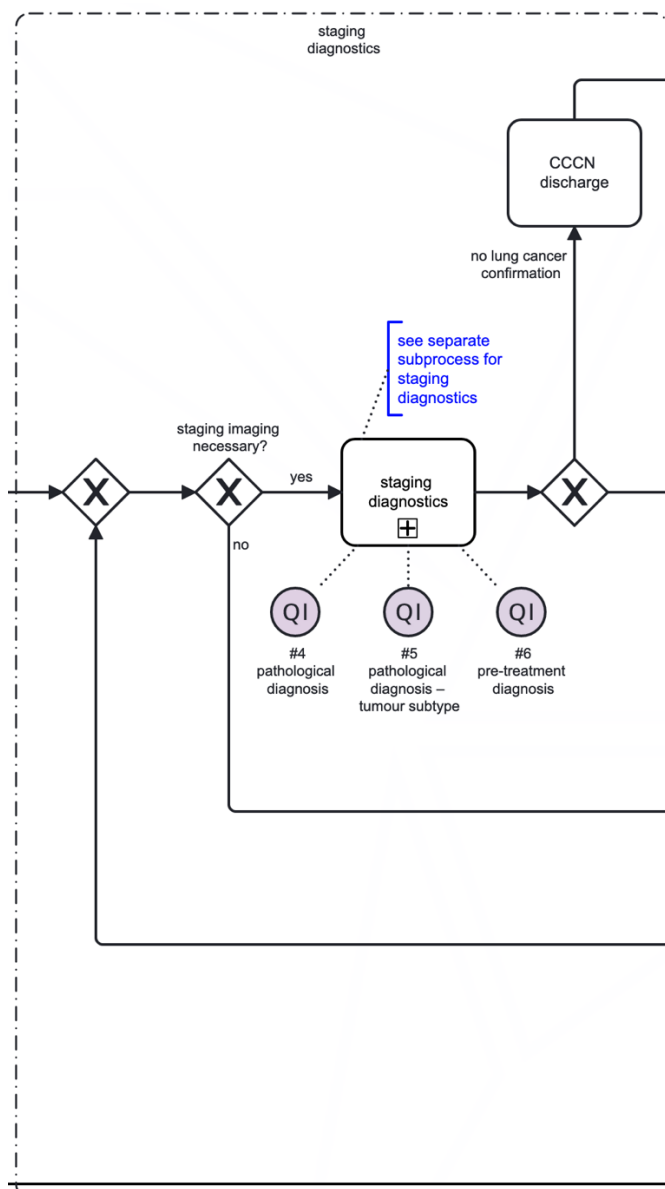 staging
diagnostics
CCCN
discharge
no lung cancer
confirmation
see separate
subprocess for
staging
diagnostics
staging imaging
necessary?
X
X
yes
staging
diagnostics
X
no
QI
QI
QI
#4
pathological
diagnosis
#5
pathological
diagnosis –
tumour subtype
#6
pre-treatment
diagnosis